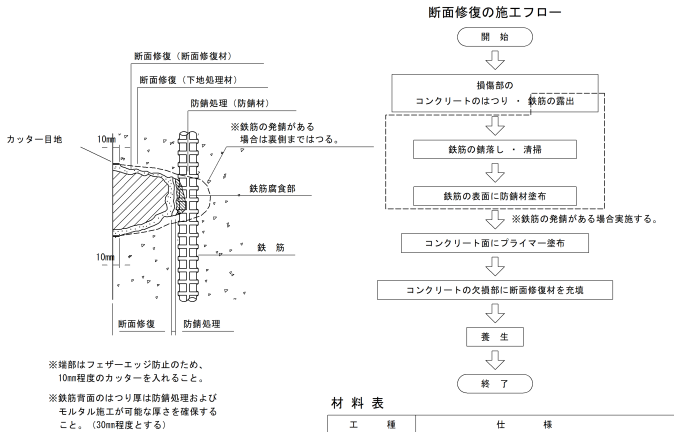 断面修復の施工フロー
開　始
断面修復（断面修復材）
断面修復（下地処理材）
防錆処理（防錆材）
※鉄筋の発錆がある
場合は裏側まではつる。
カッター目地
10mm
鉄筋腐食部
鉄　筋
10mm
断面修復
防錆処理
※端部はフェザーエッジ防止のため、
10mm程度のカッターを入れること。
※鉄筋背面のはつり厚は防錆処理および
モルタル施工が可能な厚さを確保する
こと。（30mm程度とする）
損傷部の
コンクリートのはつり ・ 鉄筋の露出
鉄筋の錆落し ・ 清掃
鉄筋の表面に防錆材塗布
※鉄筋の発錆がある場合実施する。
コンクリート面にプライマー塗布
コンクリートの欠損部に断面修復材を充填
養　生
終　了
材 料 表
工　種
仕　様